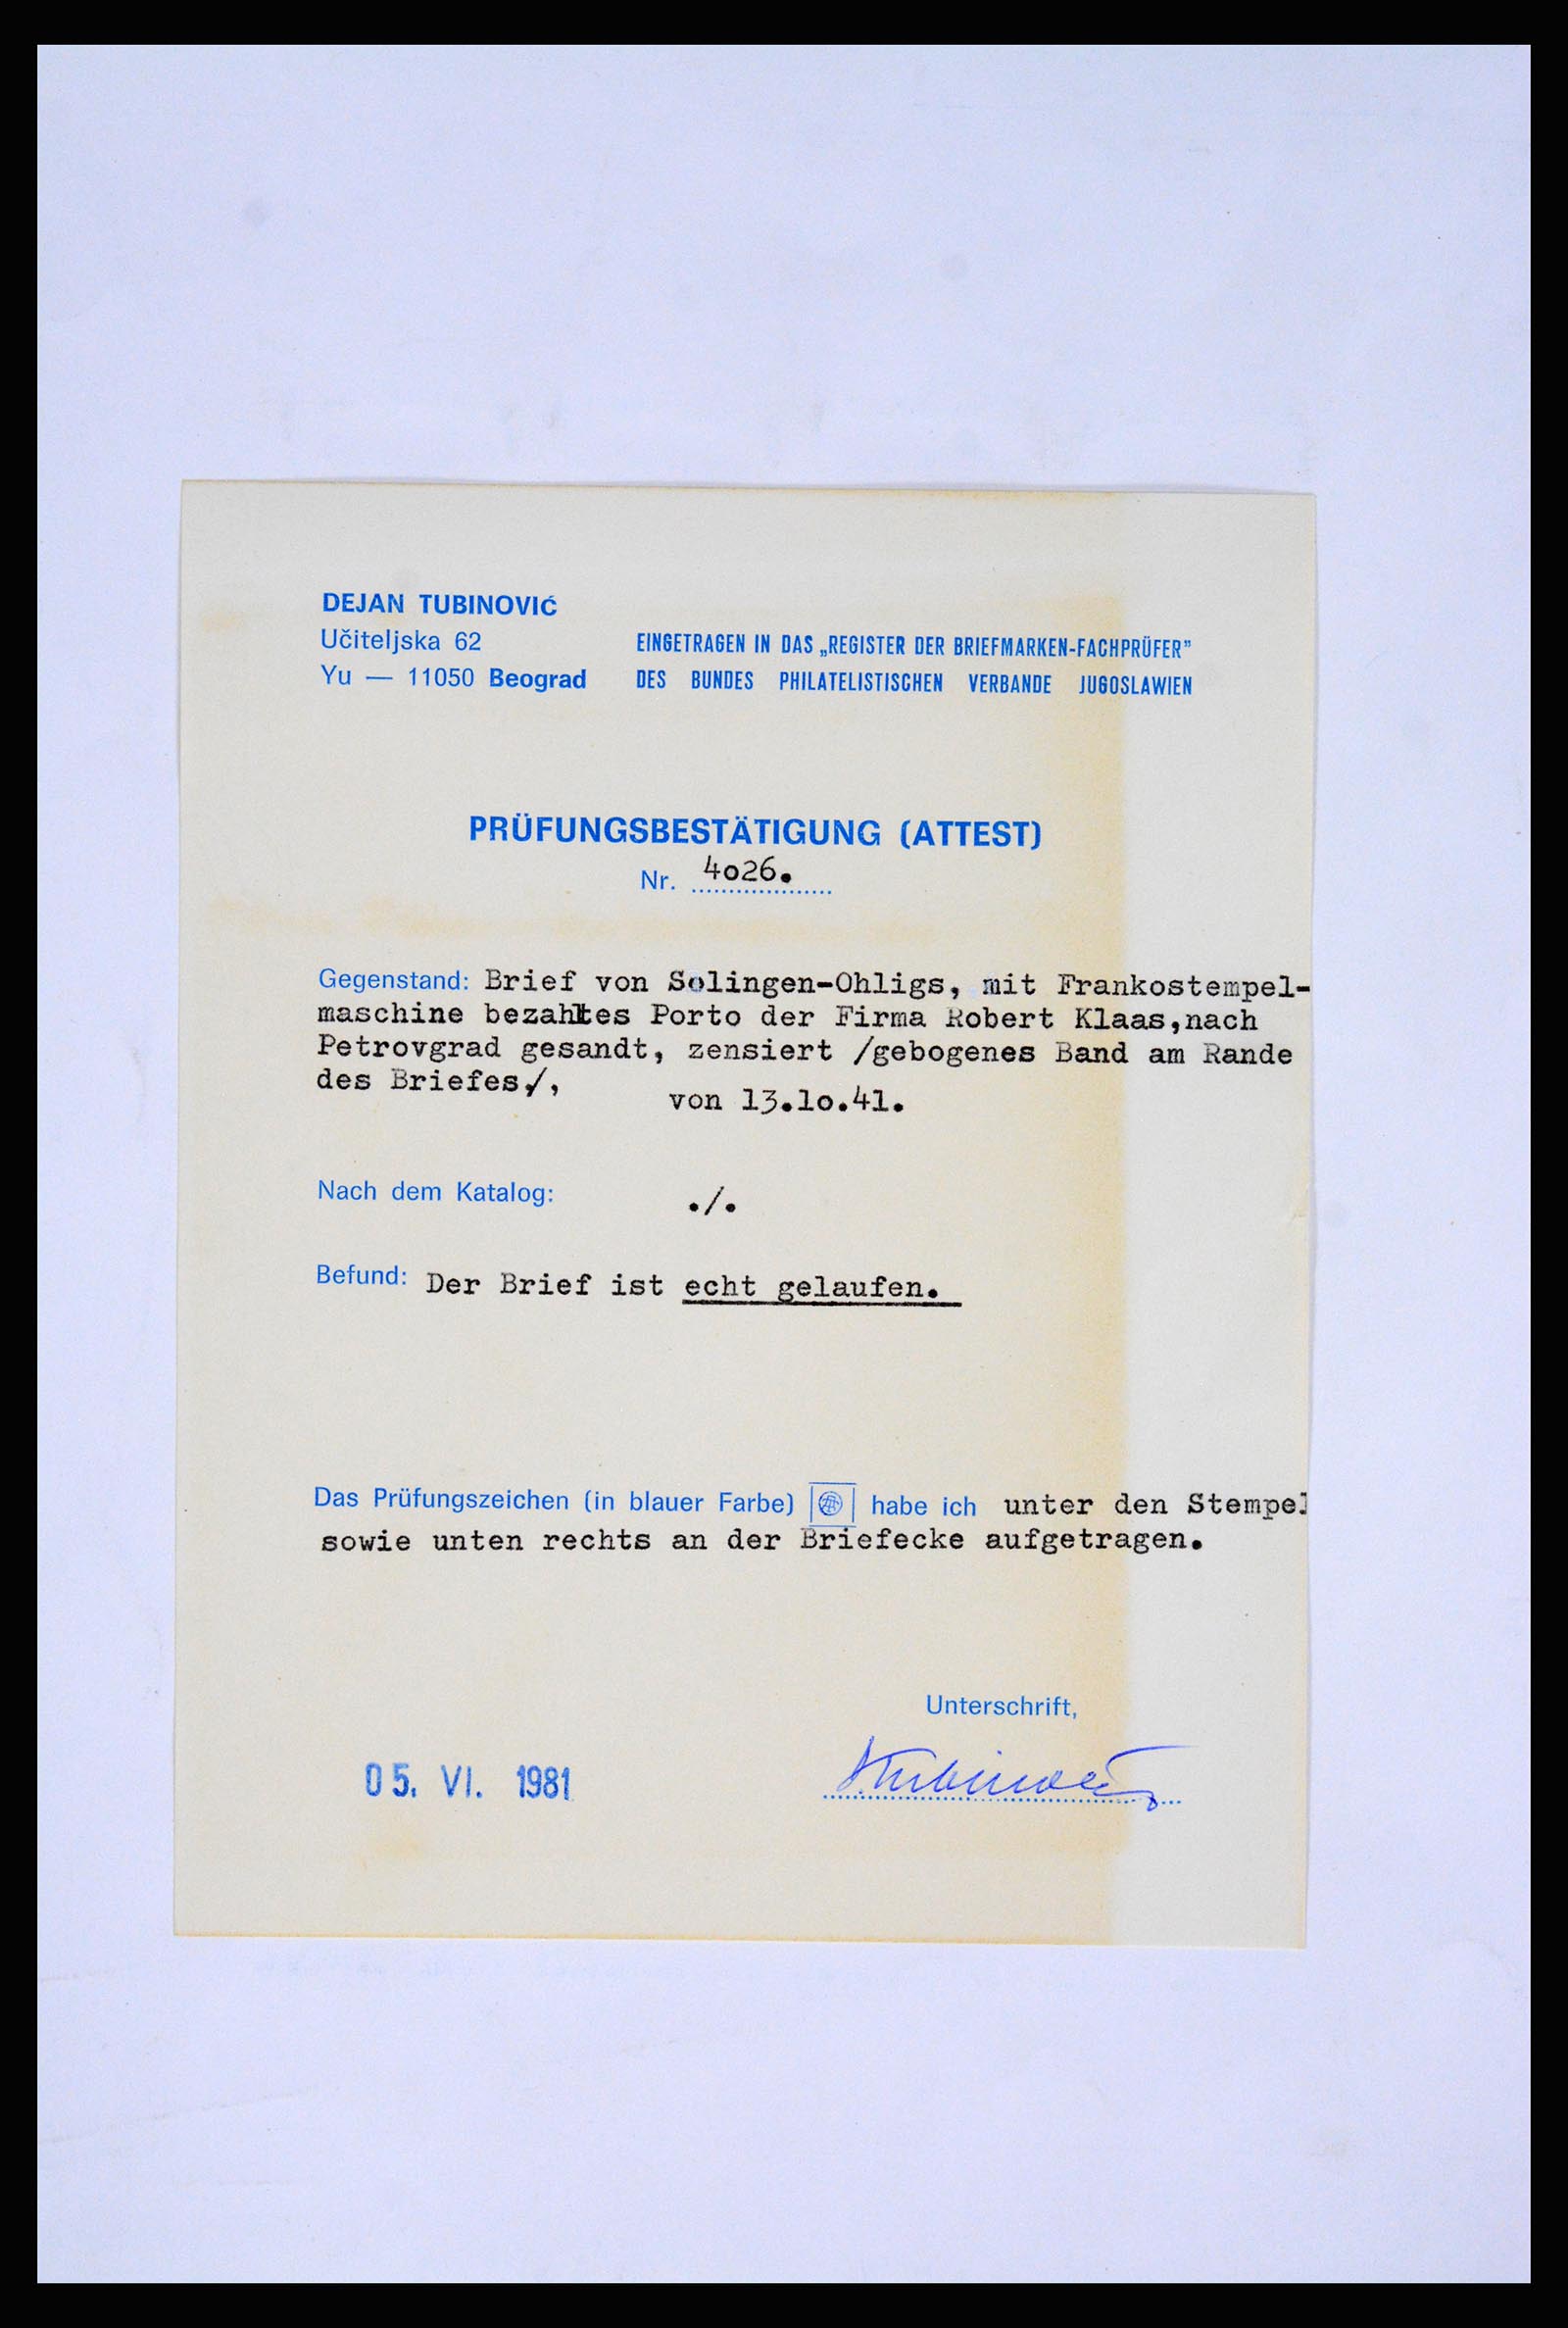 DEJAN TUBINOVIĆ
Učiteljska 62
Yu — 11050 Beograd
EINGETRAGEN IN DAS „REGISTER DER BRIEFMARKEN-FACHPRÜFER”
DES BUNDES PHILATELISTISCHEN VERBANDE JUGOSLAWIEN
PRÜFUNGSBESTÄTIGUNG (ATTEST)
Nr. 4o26.
Gegenstand: Brief von Solingen-Ohligs, mit Frankostempel-
maschine bezahltes Porto der Firma Robert Klaas,nach
Petrovgrad gesandt, zensiert /gebogenes Band am Rande
des Briefes/,
von 13.1o.41.
Nach dem Katalog: ./.
Befund: Der Brief ist echt gelaufen.
Das Prüfungszeichen (in blauer Farbe) habe ich unter den Stempel
sowie unten rechts an der Briefecke aufgetragen.
Unterschrift,
05. VI. 1981